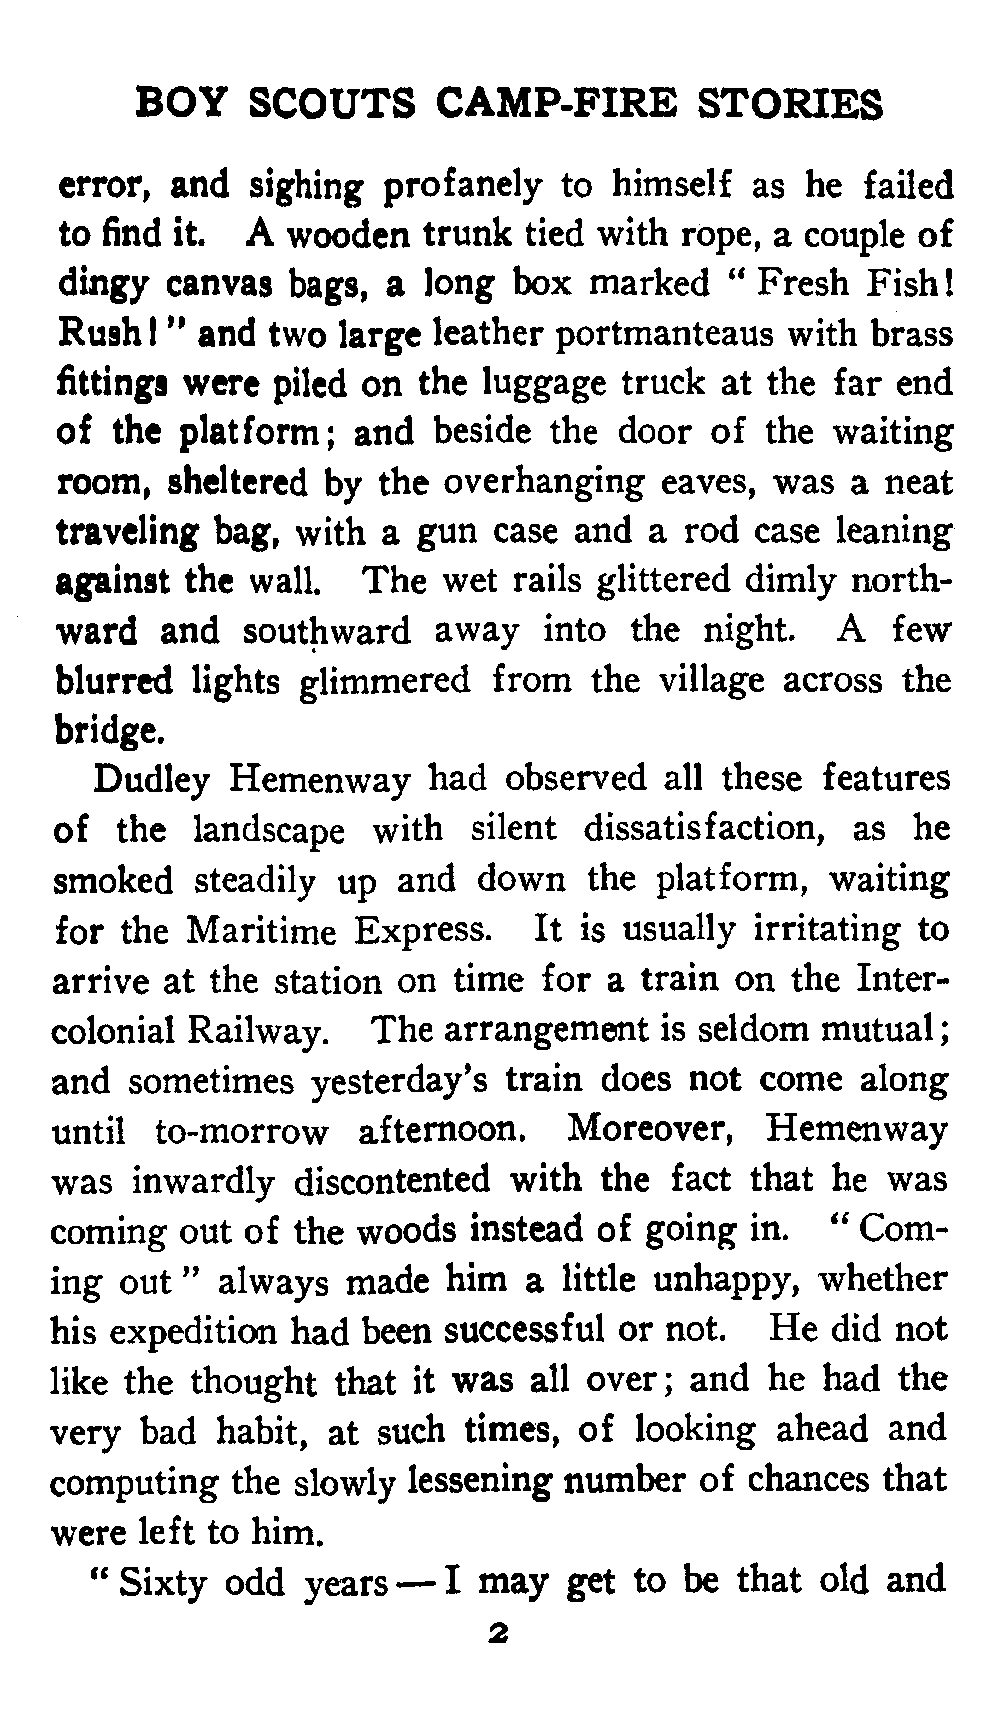 BOY SCOUTS CAMP-FIRE STORIES
error, and sighing profanely to himself as he failed
to find it. A wooden trunk tied with rope, a couple of
dingy canvas bags, a long box marked " Fresh Fish!
Rush! " and two large leather portmanteaus with brass
fittings were piled on the luggage truck at the far end
of the platform; and beside the door of the waiting
room, sheltered by the overhanging eaves, was a neat
traveling bag, with a gun case and a rod case leaning
against the wall. The wet rails glittered dimly north-
ward and southward away into the night. A few
blurred lights glimmered from the village across the
bridge.
Dudley Hemenway had observed all these features
of the landscape with silent dissatisfaction, as he
smoked steadily up and down the platform, waiting
for the Maritime Express. It is usually irritating to
arrive at the station on time for a train on the Inter-
colonial Railway. The arrangement is seldom mutual;
and sometimes yesterday's train does not come along
until to-morrow afternoon. Moreover, Hemenway
was inwardly discontented with the fact that he was
coming out of the woods instead of going in. " Com-
ing out " always made him a little unhappy, whether
his expedition had been successful or not. He did not
like the thought that it was all over; and he had the
very bad habit, at such times, of looking ahead and
computing the slowly lessening number of chances that
were left to him.
" Sixty odd years — I may get to be that old and
2